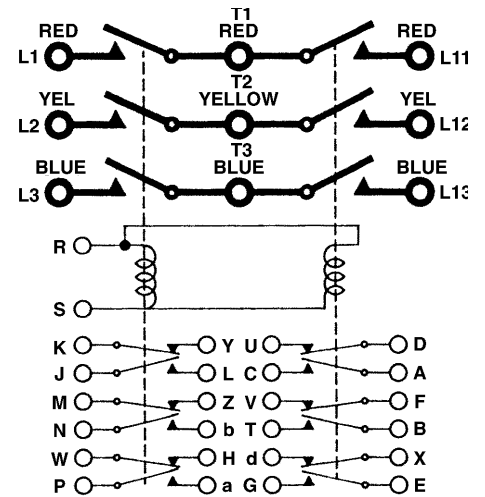 T1
RED RED RED
L1 L11
T2
YEL YELLOW YEL
L2 L12
T3
BLUE BLUE BLUE
L3 L13
R
S
K Y U D
J L C A
M Z V F
N b T B
W H d X
P a G E